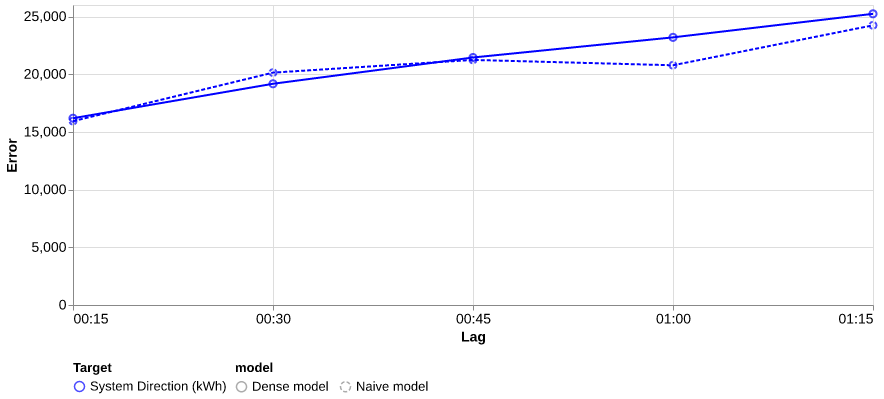 25,000
20,000
15,000
10,000
5,000
0
Error
00:15 00:30 00:45 01:00 01:15
Lag
Target model
System Direction (kWh) Dense model Naive model